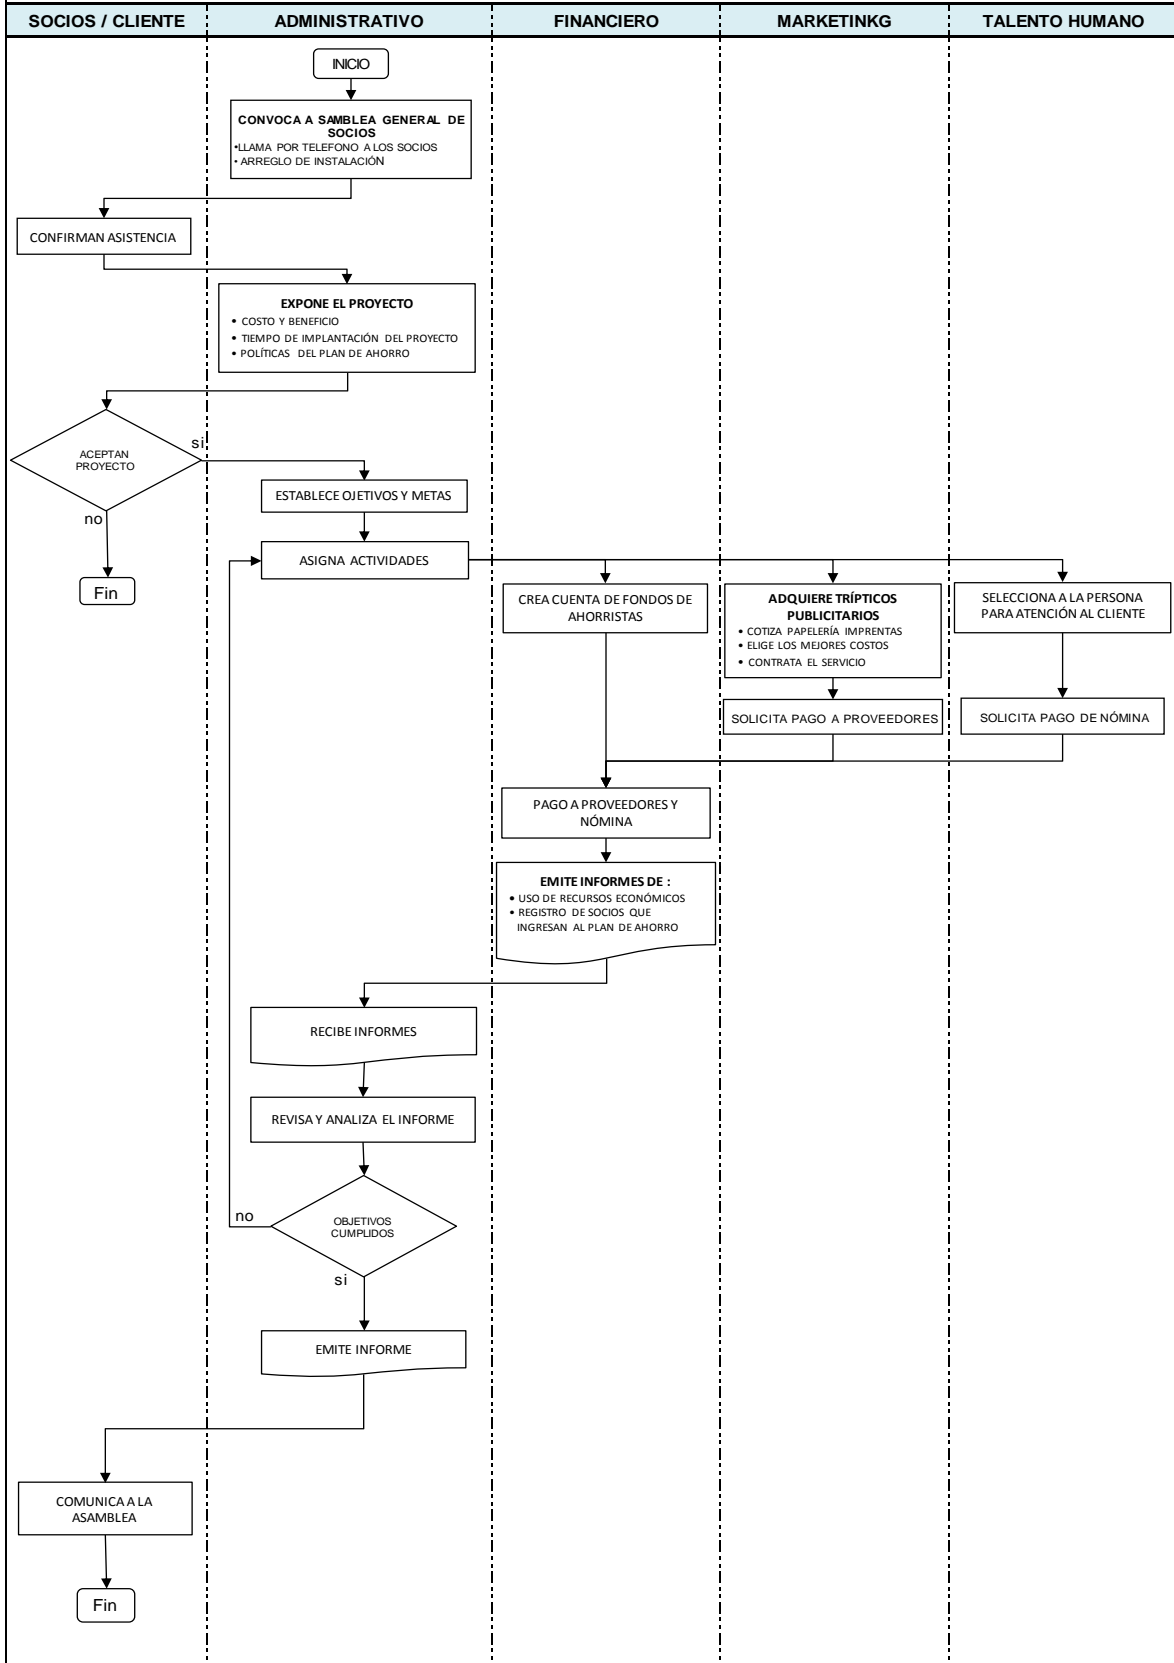 SOCIOS / CLIENTE
ADMINISTRATIVO
FINANCIERO
MARKETINKG
TALENTO HUMANO
INICIO
CONVOCA A SAMBLEA GENERAL DE
SOCIOS
•LLAMA POR TELEFONO A LOS SOCIOS
• ARREGLO DE INSTALACIÓN
CONFIRMAN ASISTENCIA
EXPONE EL PROYECTO
• COSTO Y BENEFICIO
• TIEMPO DE IMPLANTACIÓN DEL PROYECTO
• POLÍTICAS DEL PLAN DE AHORRO
ACEPTAN
PROYECTO
si
no
Fin
ESTABLECE OJETIVOS Y METAS
ASIGNA ACTIVIDADES
CREA CUENTA DE FONDOS DE
AHORRISTAS
ADQUIERE TRÍPTICOS
PUBLICITARIOS
• COTIZA PAPELERÍA IMPRENTAS
• ELIGE LOS MEJORES COSTOS
• CONTRATA EL SERVICIO
SELECCIONA A LA PERSONA
PARA ATENCIÓN AL CLIENTE
SOLICITA PAGO A PROVEEDORES
SOLICITA PAGO DE NÓMINA
PAGO A PROVEEDORES Y
NÓMINA
EMITE INFORMES DE :
• USO DE RECURSOS ECONÓMICOS
• REGISTRO DE SOCIOS QUE
INGRESAN AL PLAN DE AHORRO
RECIBE INFORMES
REVISA Y ANALIZA EL INFORME
OBJETIVOS
CUMPLIDOS
no
si
EMITE INFORME
COMUNICA A LA
ASAMBLEA
Fin